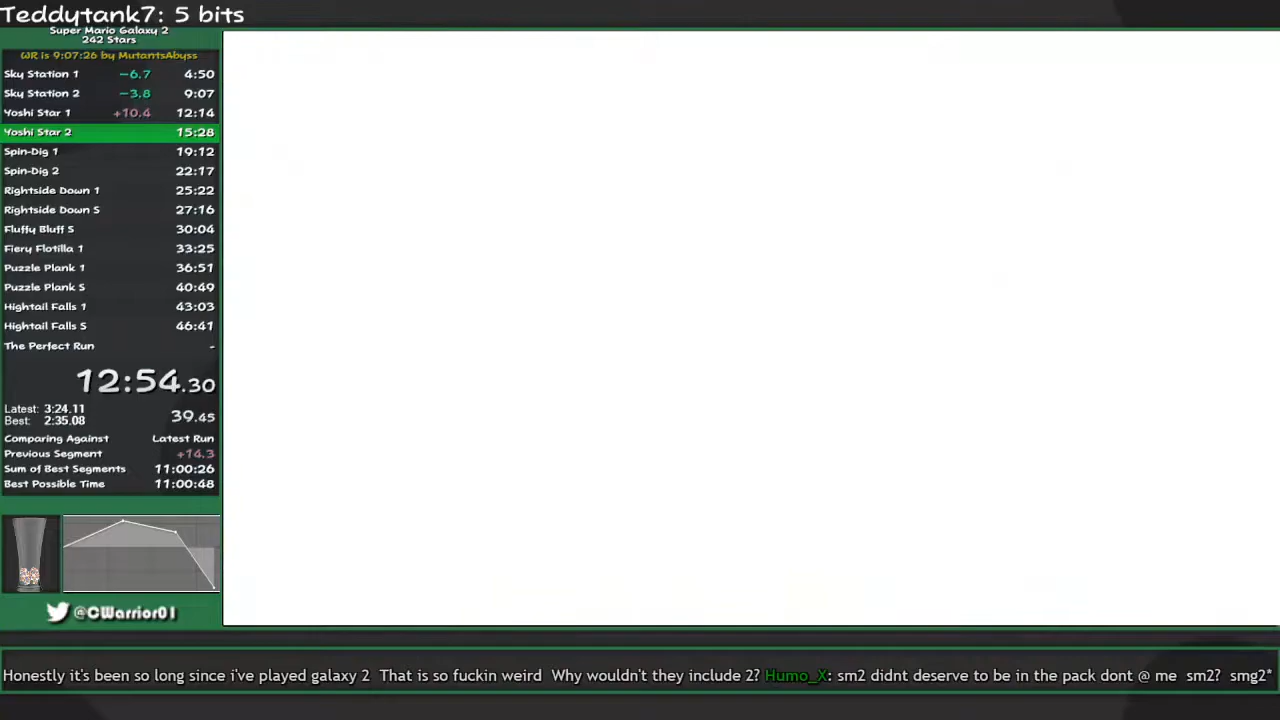 Teddytank7: 5 bits
Super Mario Galaxy 2
242 Stars
WR is 9:07:26 by MutantsAbyss
Sky Station 1 −6.7 4:50
Sky Station 2 −3.8 9:07
Yoshi Star 1 +10.4 12:14
Yoshi Star 2 15:28
Spin-Dig 1 19:12
Spin-Dig 2 22:17
Rightside Down 1 25:22
Rightside Down S 27:16
Fluffy Bluff S 30:04
Fiery Flotilla 1 33:25
Puzzle Plank 1 36:51
Puzzle Plank S 40:49
Hightail Falls 1 43:03
Hightail Falls S 46:41
The Perfect Run -
12:54.30
Latest: 3:24.11 39.45
Best: 2:35.08
Comparing Against Latest Run
Previous Segment +14.3
Sum of Best Segments 11:00:26
Best Possible Time 11:00:48
@CWarrior01
Honestly it's been so long since i've played galaxy 2 That is so fuckin weird Why wouldn't they include 2? Humo_X: sm2 didnt deserve to be in the pack dont @ me sm2? smg2*